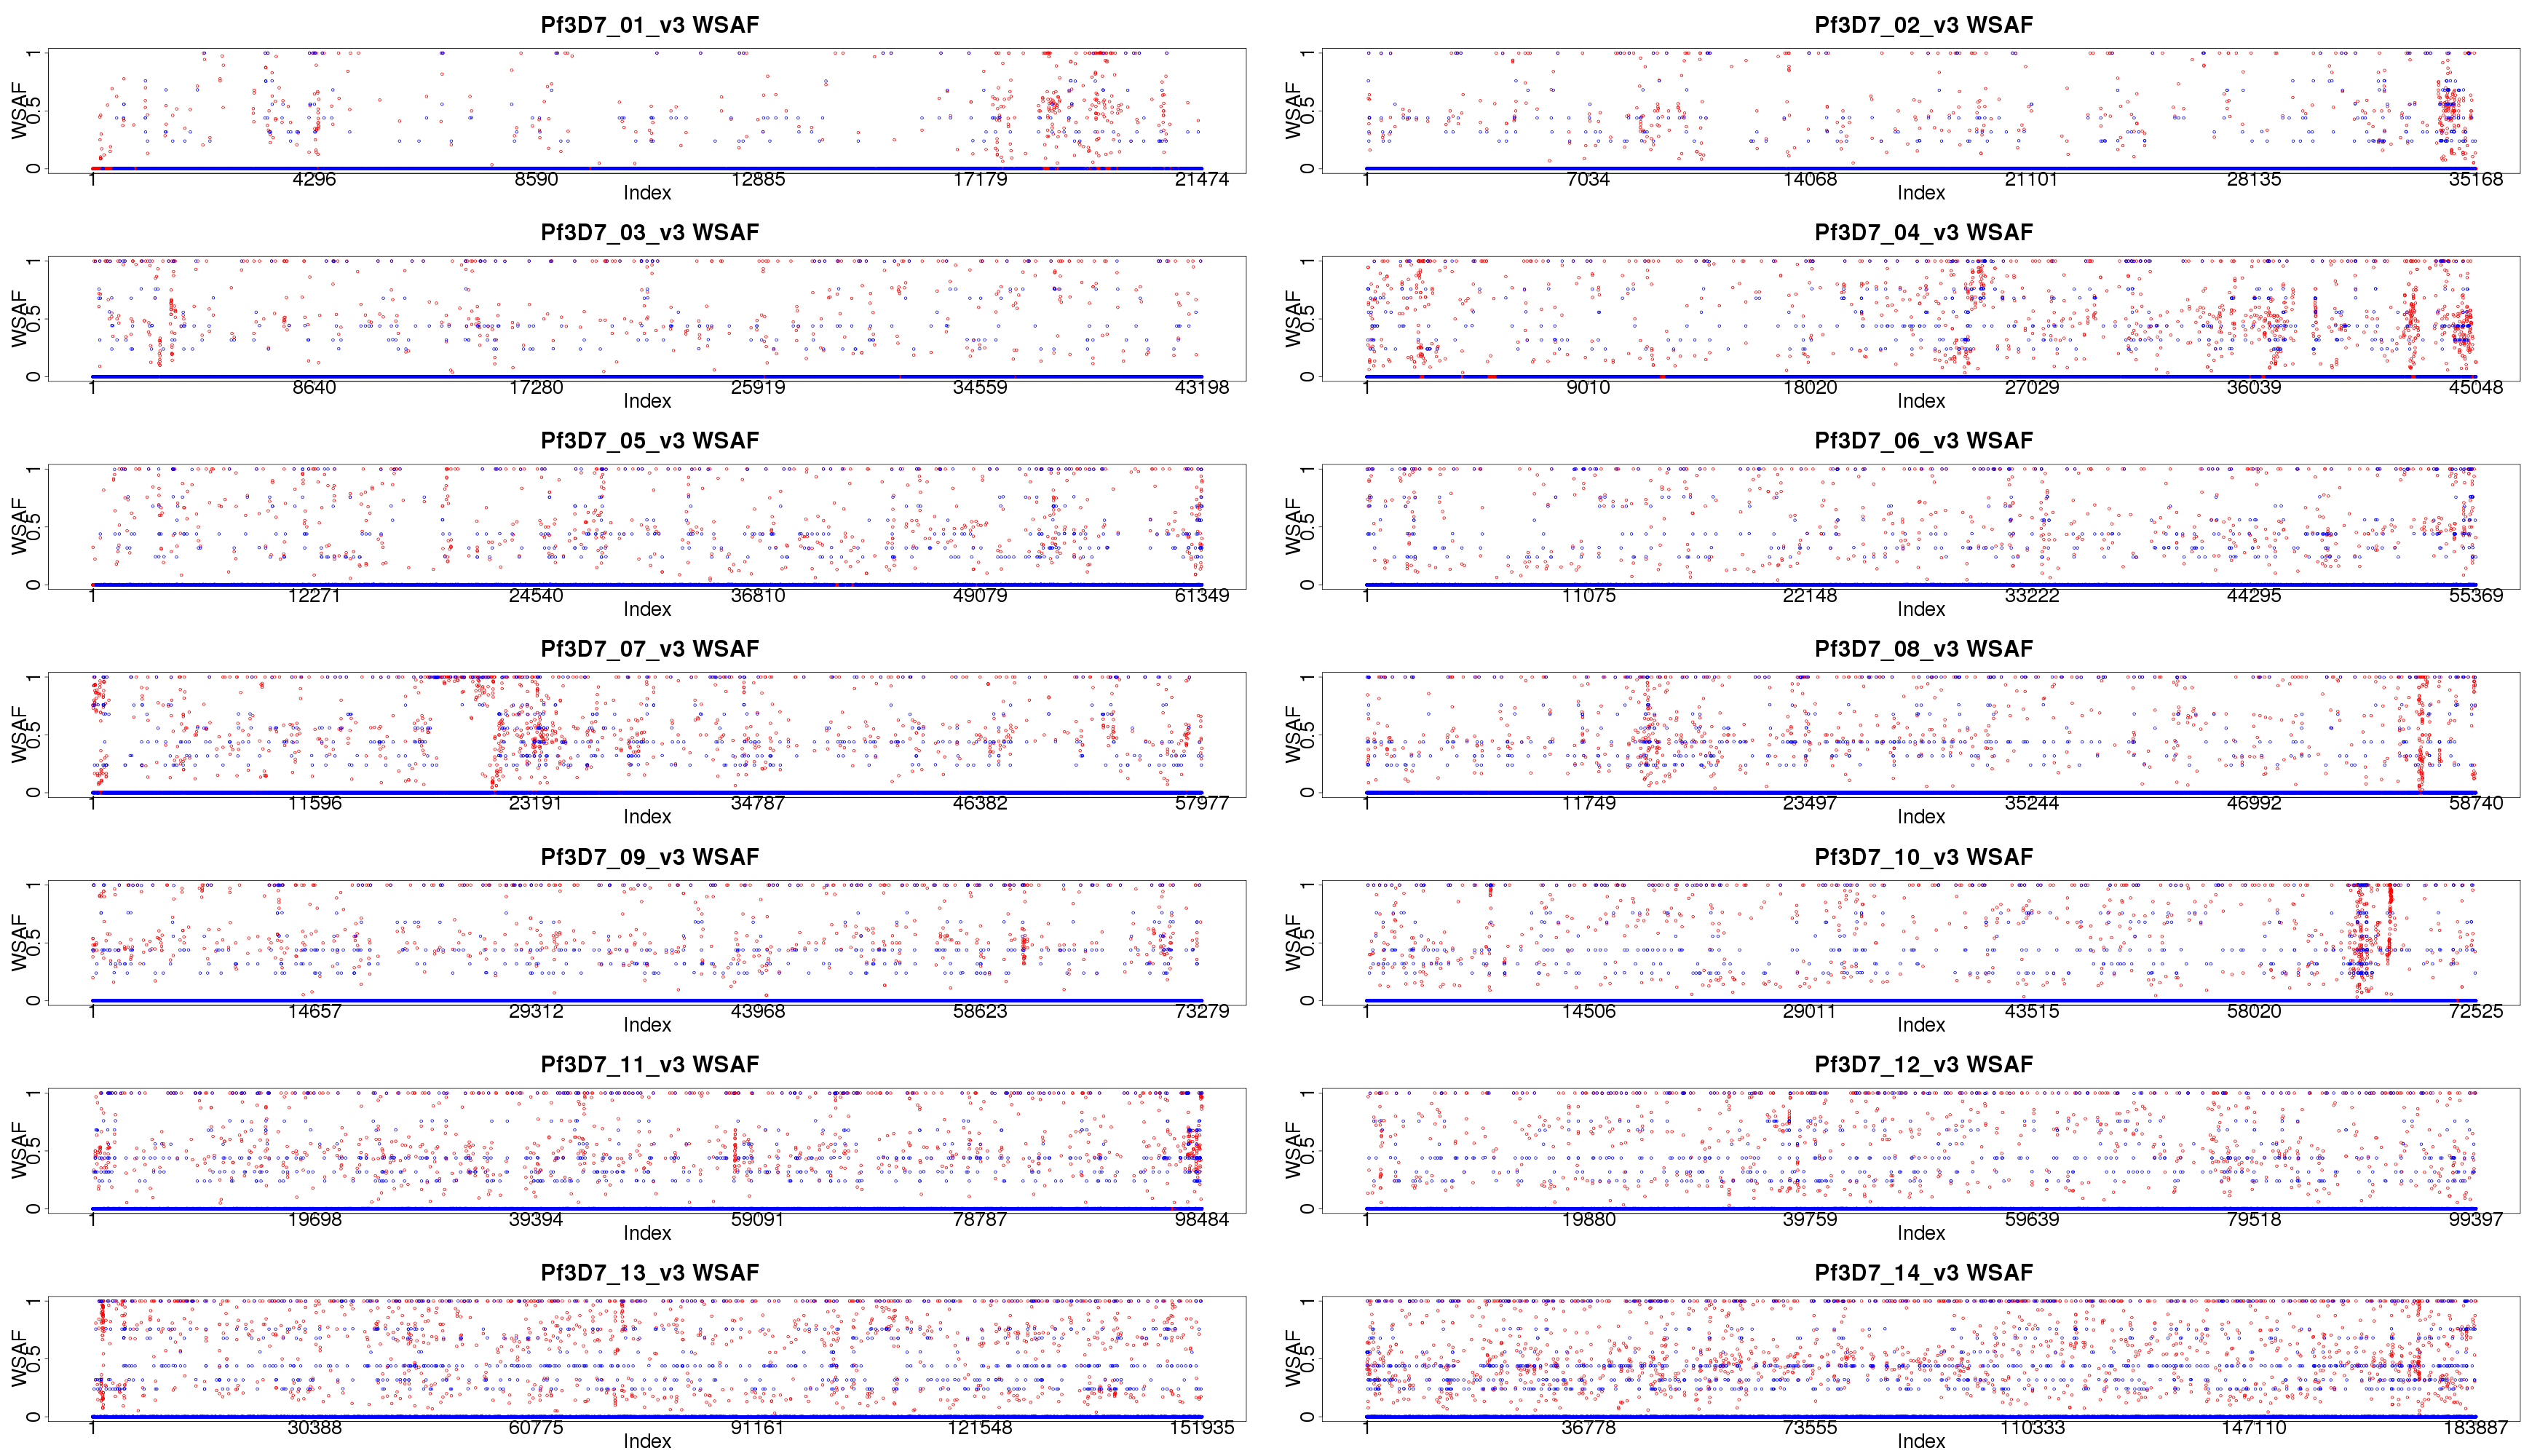 Pf3D7_01_v3 WSAF
WSAF
0 0.5 1
1 4296 8590 12885 17179 21474
Index
Pf3D7_02_v3 WSAF
WSAF
0 0.5 1
1 7034 14068 21101 28135 35168
Index
Pf3D7_03_v3 WSAF
WSAF
0 0.5 1
1 8640 17280 25919 34559 43198
Index
Pf3D7_04_v3 WSAF
WSAF
0 0.5 1
1 9010 18020 27029 36039 45048
Index
Pf3D7_05_v3 WSAF
WSAF
0 0.5 1
1 12271 24540 36810 49079 61349
Index
Pf3D7_06_v3 WSAF
WSAF
0 0.5 1
1 11075 22148 33222 44295 55369
Index
Pf3D7_07_v3 WSAF
WSAF
0 0.5 1
1 11596 23191 34787 46382 57977
Index
Pf3D7_08_v3 WSAF
WSAF
0 0.5 1
1 11749 23497 35244 46992 58740
Index
Pf3D7_09_v3 WSAF
WSAF
0 0.5 1
1 14657 29312 43968 58623 73279
Index
Pf3D7_10_v3 WSAF
WSAF
0 0.5 1
1 14506 29011 43515 58020 72525
Index
Pf3D7_11_v3 WSAF
WSAF
0 0.5 1
1 19698 39394 59091 78787 98484
Index
Pf3D7_12_v3 WSAF
WSAF
0 0.5 1
1 19880 39759 59639 79518 99397
Index
Pf3D7_13_v3 WSAF
WSAF
0 0.5 1
1 30388 60775 91161 121548 151935
Index
Pf3D7_14_v3 WSAF
WSAF
0 0.5 1
1 36778 73555 110333 147110 183887
Index